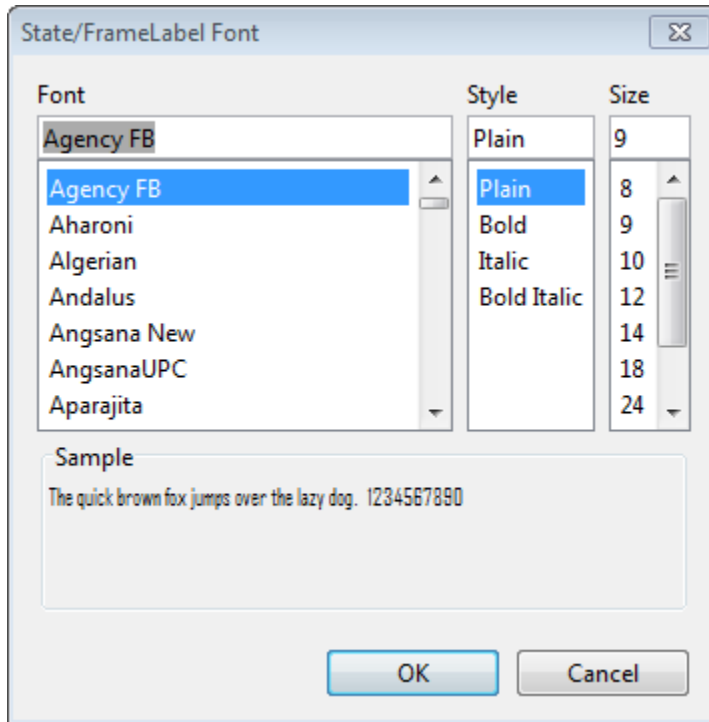 State/FrameLabel Font
Font Style Size
Agency FB Plain 9
Agency FB Plain 8
Aharoni Bold 9
Algerian Italic 10
Andalus Bold Italic 12
Angsana New 14
AngsanaUPC 18
Aparajita 24
Sample
The quick brown fox jumps over the lazy dog. 1234567890
OK Cancel